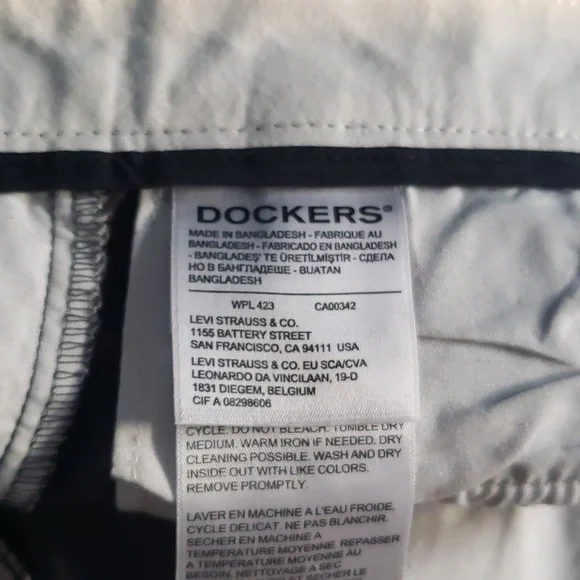 DOCKERS®
MADE IN BANGLADESH - FABRIQUE AU
BANGLADESH - FABRICADO EN BANGLADESH
- BANGLADEŞ'TE ÜRETİLMİŞTİR - СДЕЛА
НО В БАНГЛАДЕШЕ - BUATAN
BANGLADESH
WPL 423 CA00342
LEVI STRAUSS & CO.
1155 BATTERY STREET
SAN FRANCISCO, CA 94111 USA
LEVI STRAUSS & CO. EU SCA/CVA
LEONARDO DA VINCILAAN, 19-D
1831 DIEGEM, BELGIUM
CIF A 08298606
CYCLE. DO NOT BLEACH. TUMBLE DRY
MEDIUM. WARM IRON IF NEEDED. DRY
CLEANING POSSIBLE. WASH AND DRY
INSIDE OUT WITH LIKE COLORS.
REMOVE PROMPTLY.
LAVER EN MACHINE A L'EAU FROIDE,
CYCLE DELICAT. NE PAS BLANCHIR.
SECHER EN MACHINE A
TEMPERATURE MOYENNE. REPASSER
A TEMPERATURE MOYENNE AU
BESOIN. NETTOYAGE A SEC